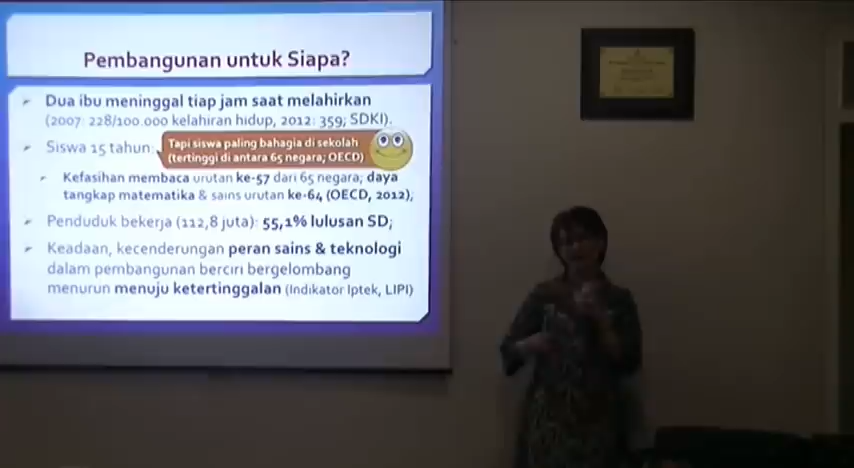 Pembangunan untuk Siapa?
Dua ibu meninggal tiap jam saat melahirkan
(2007: 228/100.000 kelahiran hidup, 2012: 359; SDKI).
Siswa 15 tahun:
Tapi siswa paling bahagia di sekolah
(tertinggi di antara 65 negara; OECD)
Kefasihan membaca urutan ke-57 dari 65 negara; daya
tangkap matematika & sains urutan ke-64 (OECD, 2012);
Penduduk bekerja (112,8 juta): 55,1% lulusan SD;
Keadaan, kecenderungan peran sains & teknologi
dalam pembangunan berciri bergelombang
menurun menuju ketertinggalan (Indikator Iptek, LIPI)